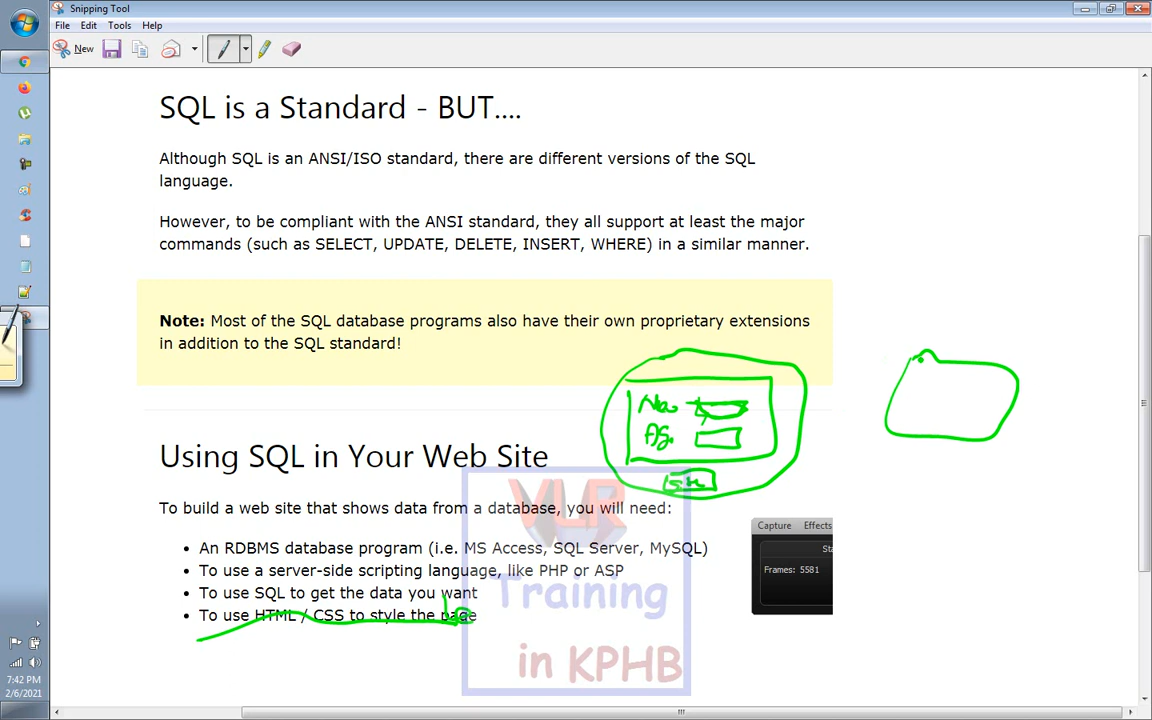 Snipping Tool
File Edit Tools Help
New
SQL is a Standard - BUT....
Although SQL is an ANSI/ISO standard, there are different versions of the SQL
language.
However, to be compliant with the ANSI standard, they all support at least the major
commands (such as SELECT, UPDATE, DELETE, INSERT, WHERE) in a similar manner.
Note: Most of the SQL database programs also have their own proprietary extensions
in addition to the SQL standard!
Using SQL in Your Web Site
To build a web site that shows data from a database, you will need:
An RDBMS database program (i.e. MS Access, SQL Server, MySQL)
To use a server-side scripting language, like PHP or ASP
To use SQL to get the data you want
To use HTML / CSS to style the page
VLR
Training
in KPHB
Capture Effects
Sta
Frames: 5581
7:42 PM
2/6/2021